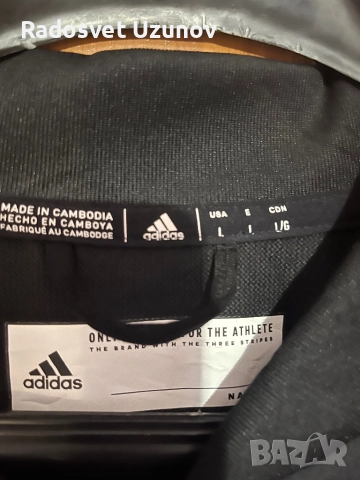 Radosvet Uzunov
MADE IN CAMBODIA
HECHO EN CAMBOYA
FABRIQUÉ AU CAMBODGE
adidas
USA E CDN
L L L/G
FOR THE ATHLETE
THE BRAND WITH THE THREE STRIPES
adidas
BAZAR